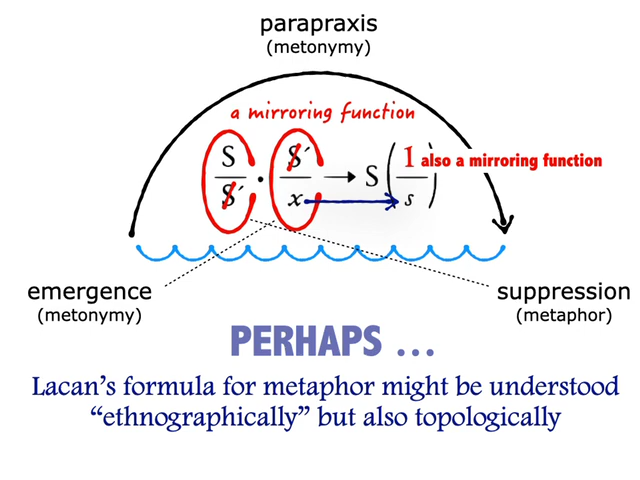 parapraxis
(metonymy)
a mirroring function
S/S′ · S′/x → S(1/s)
also a mirroring function
emergence
(metonymy)
suppression
(metaphor)
PERHAPS …
Lacan’s formula for metaphor might be understood
“ethnographically” but also topologically